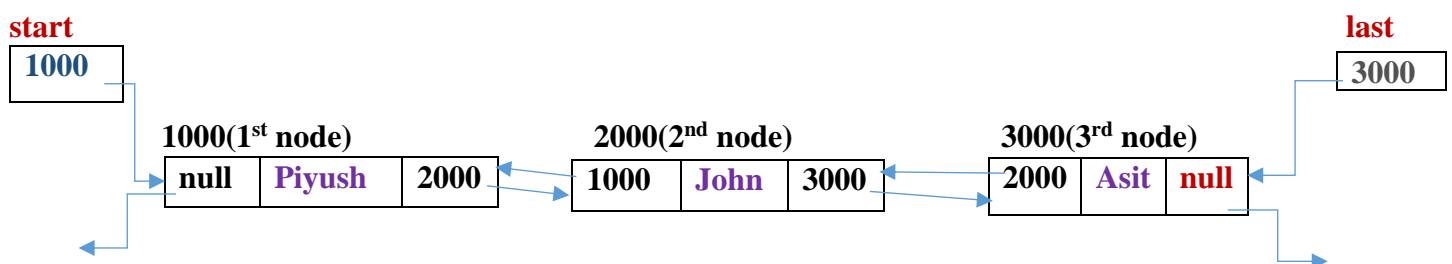 start last
1000 3000
1000(1st node) 2000(2nd node) 3000(3rd node)
null Piyush 2000 1000 John 3000 2000 Asit null